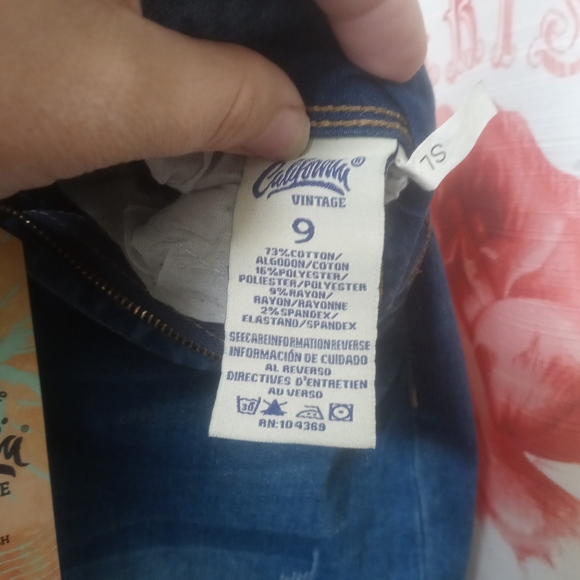 California®
VINTAGE
9
73%COTTON/
ALGODON/COTON
16%POLYESTER/
POLIESTER/POLYESTER
9%RAYON/
RAYON/RAYONNE
2%SPANDEX/
ELASTANO/SPANDEX
SEECAREINFORMATIONREVERSE
INFORMACIÓN DE CUIDADO
AL REVERSO
DIRECTIVES D'ENTRETIEN
AU VERSO
30
RN:104369
7S